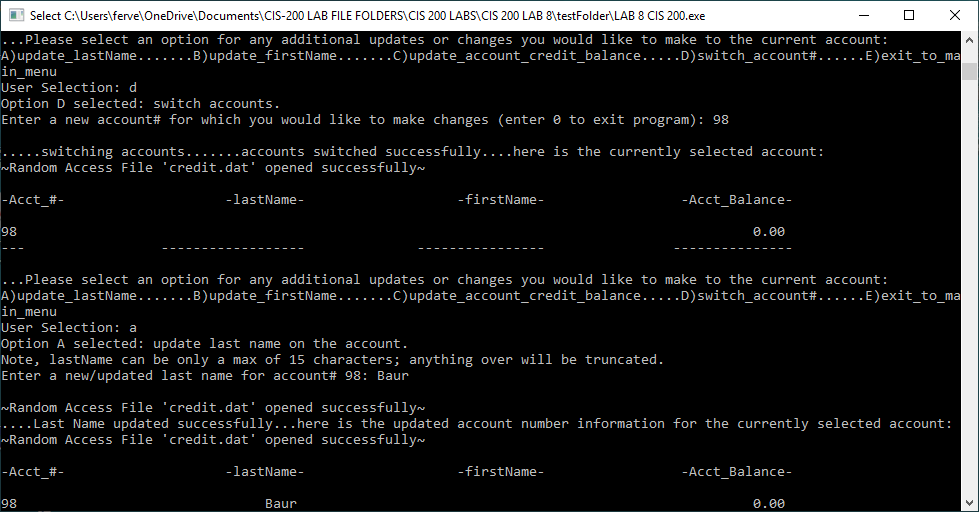 Select C:\Users\ferve\OneDrive\Documents\CIS-200 LAB FILE FOLDERS\CIS 200 LABS\CIS 200 LAB 8\testFolder\LAB 8 CIS 200.exe
...Please select an option for any additional updates or changes you would like to make to the current account:
A)update_lastName.......B)update_firstName.......C)update_account_credit_balance.....D)switch_account#......E)exit_to_ma
in_menu
User Selection: d
Option D selected: switch accounts.
Enter a new account# for which you would like to make changes (enter 0 to exit program): 98
.....switching accounts.......accounts switched successfully....here is the currently selected account:
~Random Access File 'credit.dat' opened successfully~
-Acct_#-                    -lastName-                   -firstName-                 -Acct_Balance-
98                                                                                            0.00
---                 ------------------              ----------------                ---------------
...Please select an option for any additional updates or changes you would like to make to the current account:
A)update_lastName.......B)update_firstName.......C)update_account_credit_balance.....D)switch_account#......E)exit_to_ma
in_menu
User Selection: a
Option A selected: update last name on the account.
Note, lastName can be only a max of 15 characters; anything over will be truncated.
Enter a new/updated last name for account# 98: Baur
~Random Access File 'credit.dat' opened successfully~
....Last Name updated successfully...here is the updated account number information for the currently selected account:
~Random Access File 'credit.dat' opened successfully~
-Acct_#-                    -lastName-                   -firstName-                 -Acct_Balance-
98                               Baur                                                         0.00